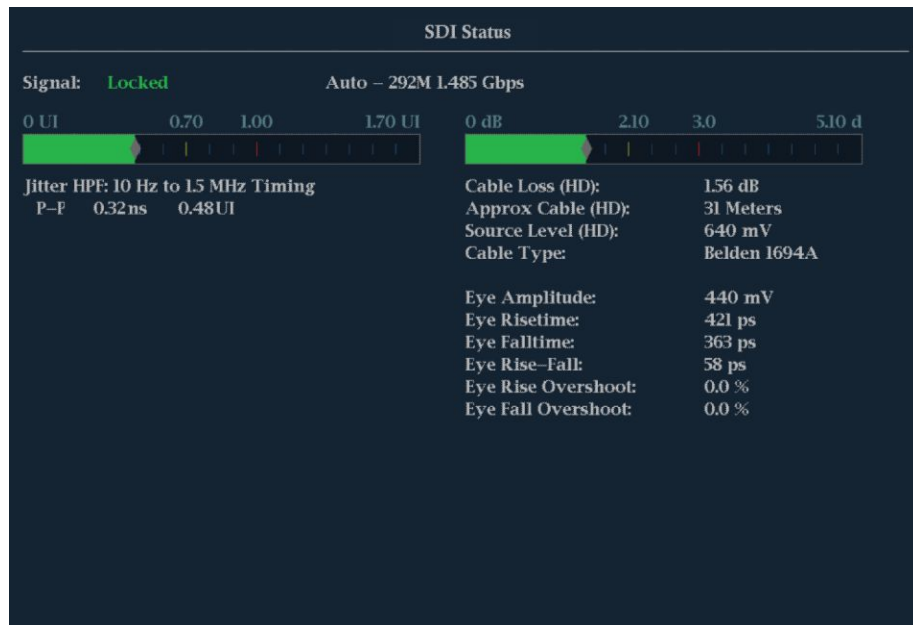 SDI Status
Signal: Locked Auto – 292M 1.485 Gbps
0 UI 0.70 1.00 1.70 UI
Jitter HPF: 10 Hz to 1.5 MHz Timing
P–P 0.32ns 0.48UI
0 dB 2.10 3.0 5.10 d
Cable Loss (HD): 1.56 dB
Approx Cable (HD): 31 Meters
Source Level (HD): 640 mV
Cable Type: Belden 1694A
Eye Amplitude: 440 mV
Eye Risetime: 421 ps
Eye Falltime: 363 ps
Eye Rise–Fall: 58 ps
Eye Rise Overshoot: 0.0 %
Eye Fall Overshoot: 0.0 %